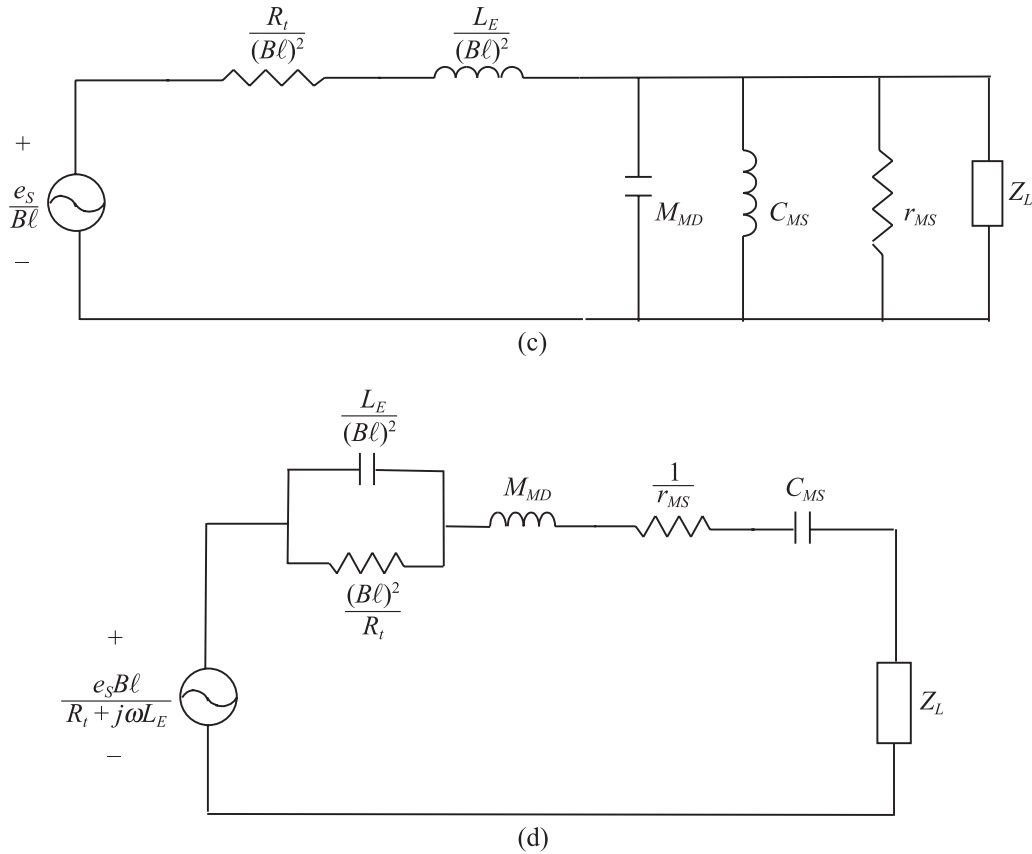 R_t / (Bℓ)²
L_E / (Bℓ)²
+
e_S / Bℓ
–
M_MD
C_MS
r_MS
Z_L
(c)
L_E / (Bℓ)²
(Bℓ)² / R_t
M_MD
1 / r_MS
C_MS
+
e_S Bℓ / R_t + jωL_E
–
Z_L
(d)